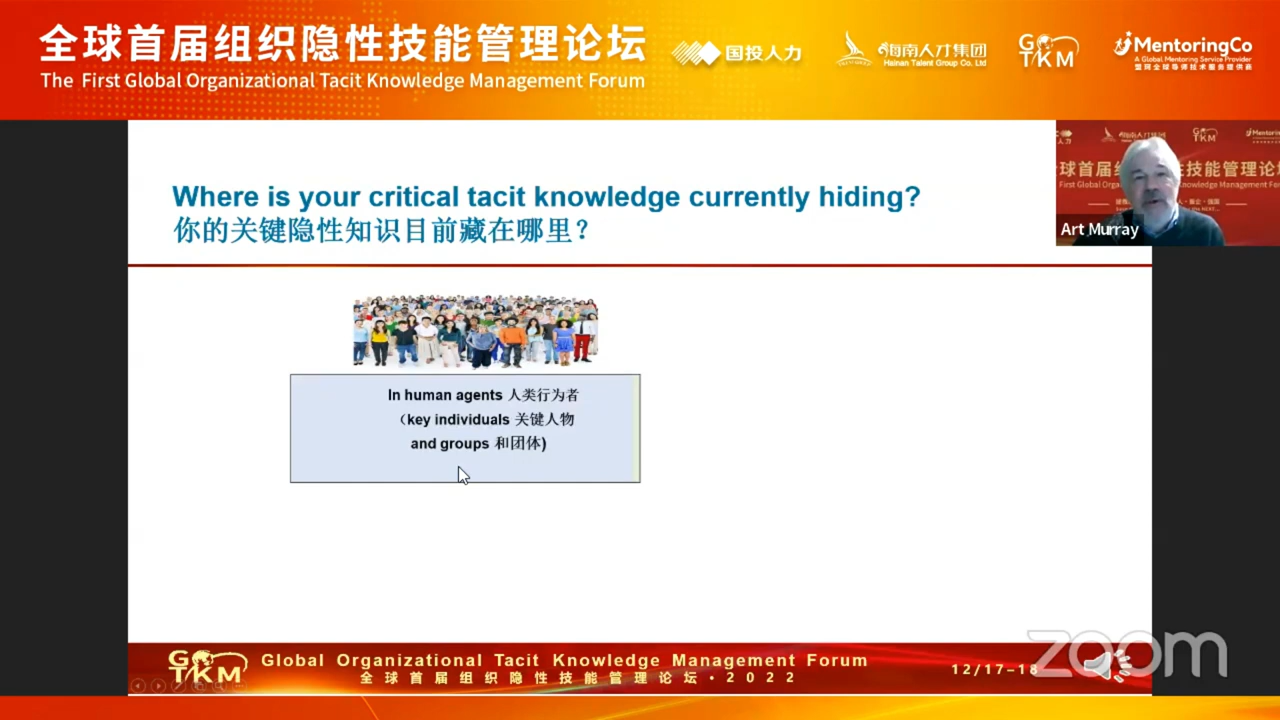 全球首届组织隐性技能管理论坛
The First Global Organizational Tacit Knowledge Management Forum
国投人力
海南人才集团
Hainan Talent Group Co. Ltd
GOTKM
MentoringCo
A Global Mentoring Service Provider
Where is your critical tacit knowledge currently hiding?
你的关键隐性知识目前藏在哪里？
Art Murray
In human agents 人类行为者
（key individuals 关键人物
and groups 和团体)
GOTKM
Global Organizational Tacit Knowledge Management Forum
全球首届组织隐性技能管理论坛·2022
12/17-18
zoom